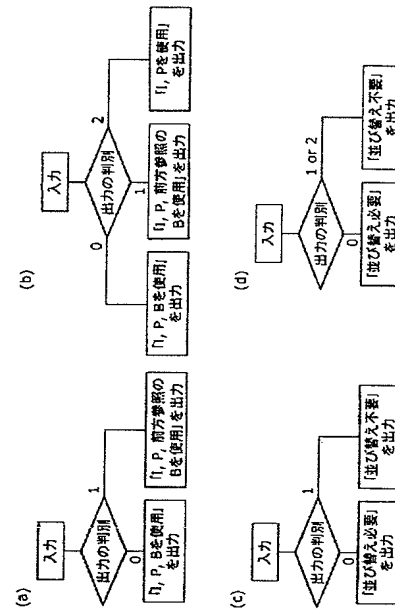 (a)
入力
出力の判別
0
1
「I, P, Bを使用」
を出力
「I, P, 前方参照の
Bを使用」を出力
(b)
入力
出力の判別
0
1
2
「I, P, Bを使用」
を出力
「I, P, 前方参照の
Bを使用」を出力
「I, Pを使用」
を出力
(c)
入力
出力の判別
0
1
「並び替え必要」
を出力
「並び替え不要」
を出力
(d)
入力
出力の判別
0
1 or 2
「並び替え必要」
を出力
「並び替え不要」
を出力